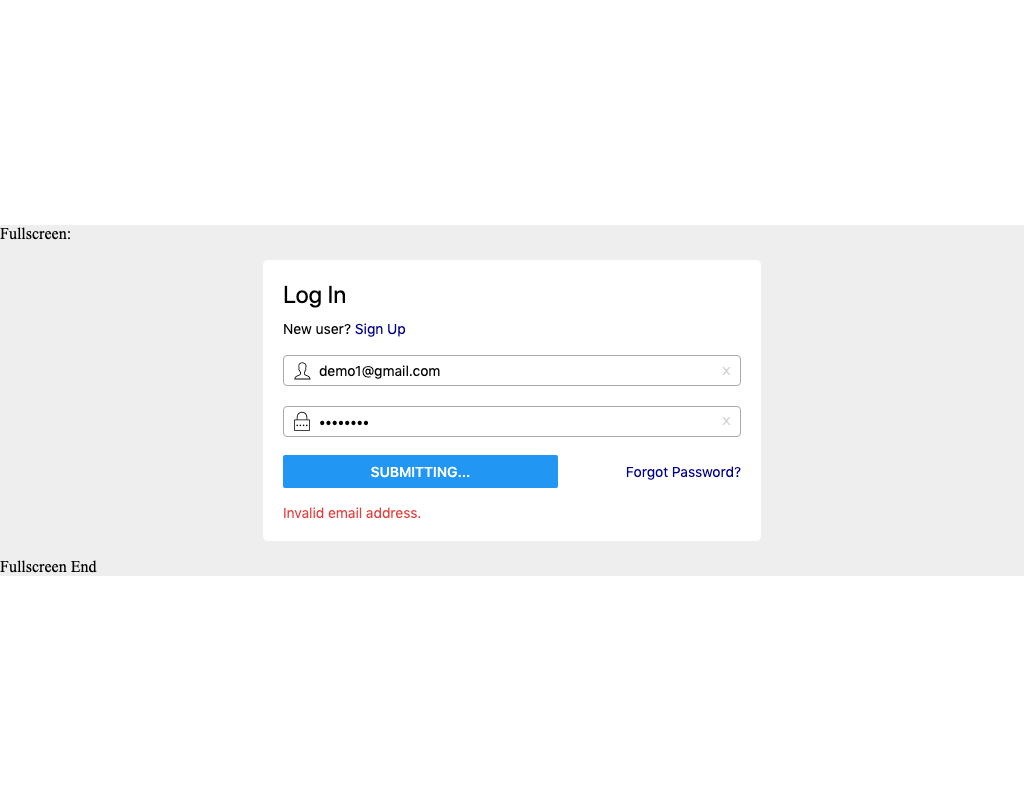 Fullscreen:
Log In
New user? Sign Up
demo1@gmail.com x
•••••••• x
SUBMITTING... Forgot Password?
Invalid email address.
Fullscreen End